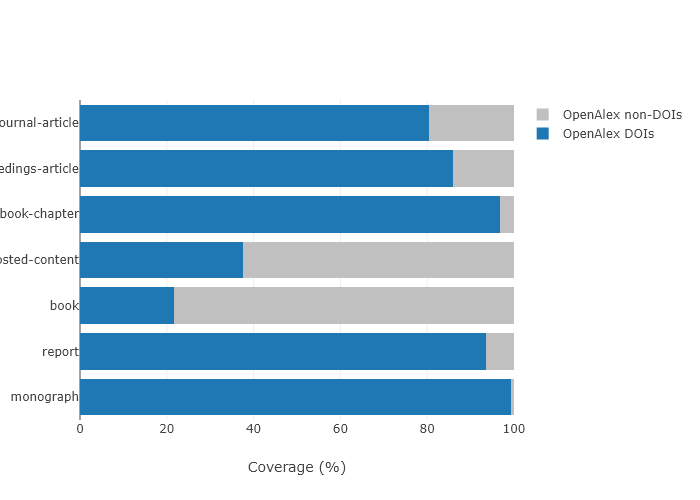 OpenAlex non-DOIs
OpenAlex DOIs
ournal-article
edings-article
book-chapter
osted-content
book
report
monograph
0 20 40 60 80 100
Coverage (%)